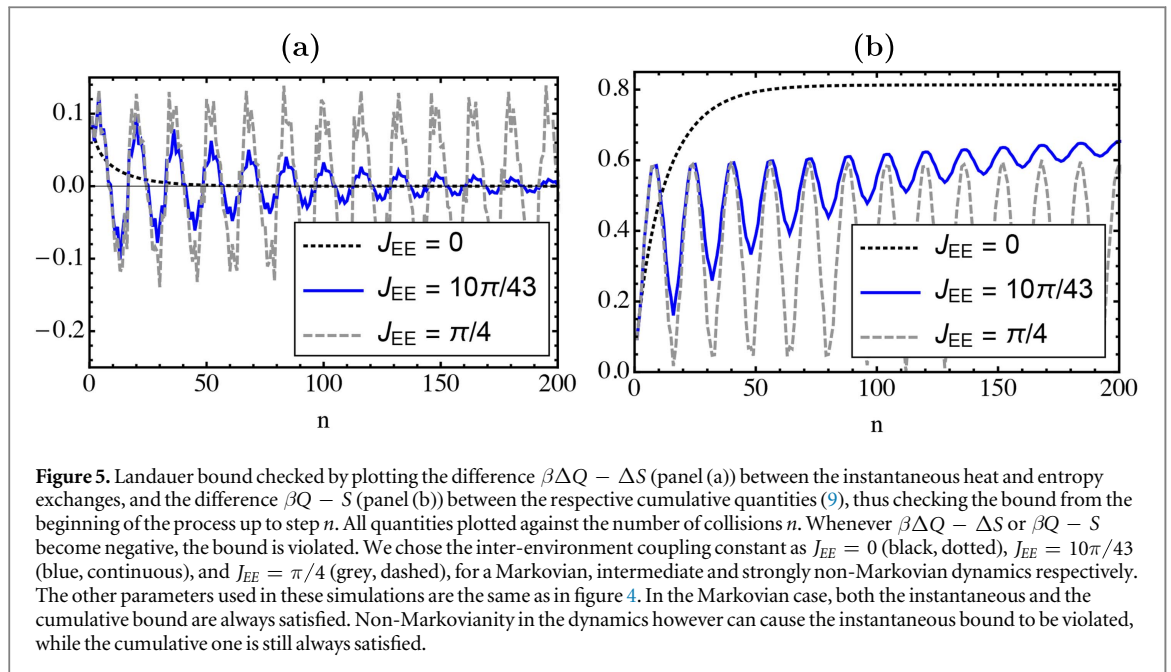 (a)
(b)
0.1
0.0
−0.1
−0.2
0 50 100 150 200
n
J_EE = 0
J_EE = 10π/43
J_EE = π/4
0.8
0.6
0.4
0.2
0.0
0 50 100 150 200
n
J_EE = 0
J_EE = 10π/43
J_EE = π/4
Figure 5. Landauer bound checked by plotting the difference βΔQ − ΔS (panel (a)) between the instantaneous heat and entropy
exchanges, and the difference βQ − S (panel (b)) between the respective cumulative quantities (9), thus checking the bound from the
beginning of the process up to step n. All quantities plotted against the number of collisions n. Whenever βΔQ − ΔS or βQ − S
become negative, the bound is violated. We chose the inter-environment coupling constant as J_EE = 0 (black, dotted), J_EE = 10π/43
(blue, continuous), and J_EE = π/4 (grey, dashed), for a Markovian, intermediate and strongly non-Markovian dynamics respectively.
The other parameters used in these simulations are the same as in figure 4. In the Markovian case, both the instantaneous and the
cumulative bound are always satisfied. Non-Markovianity in the dynamics however can cause the instantaneous bound to be violated,
while the cumulative one is still always satisfied.